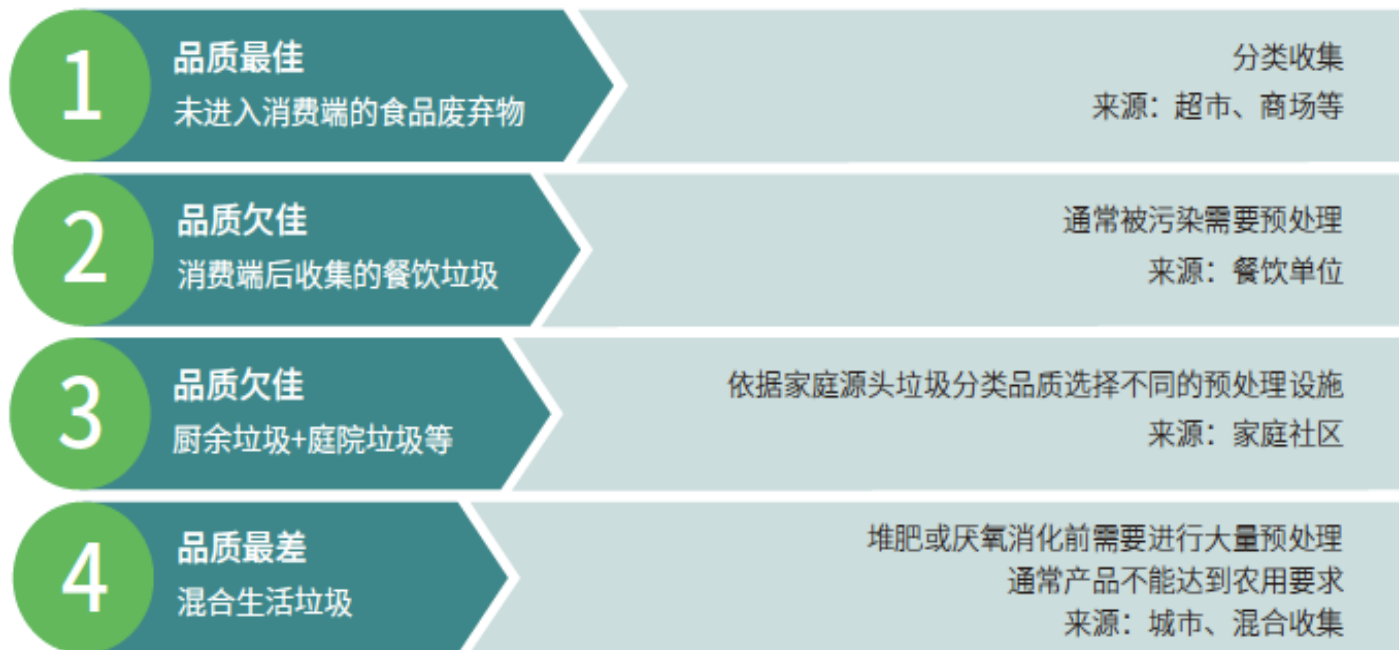 1
品质最佳
未进入消费端的食品废弃物
分类收集
来源：超市、商场等
2
品质欠佳
消费端后收集的餐饮垃圾
通常被污染需要预处理
来源：餐饮单位
3
品质欠佳
厨余垃圾+庭院垃圾等
依据家庭源头垃圾分类品质选择不同的预处理设施
来源：家庭社区
4
品质最差
混合生活垃圾
堆肥或厌氧消化前需要进行大量预处理
通常产品不能达到农用要求
来源：城市、混合收集